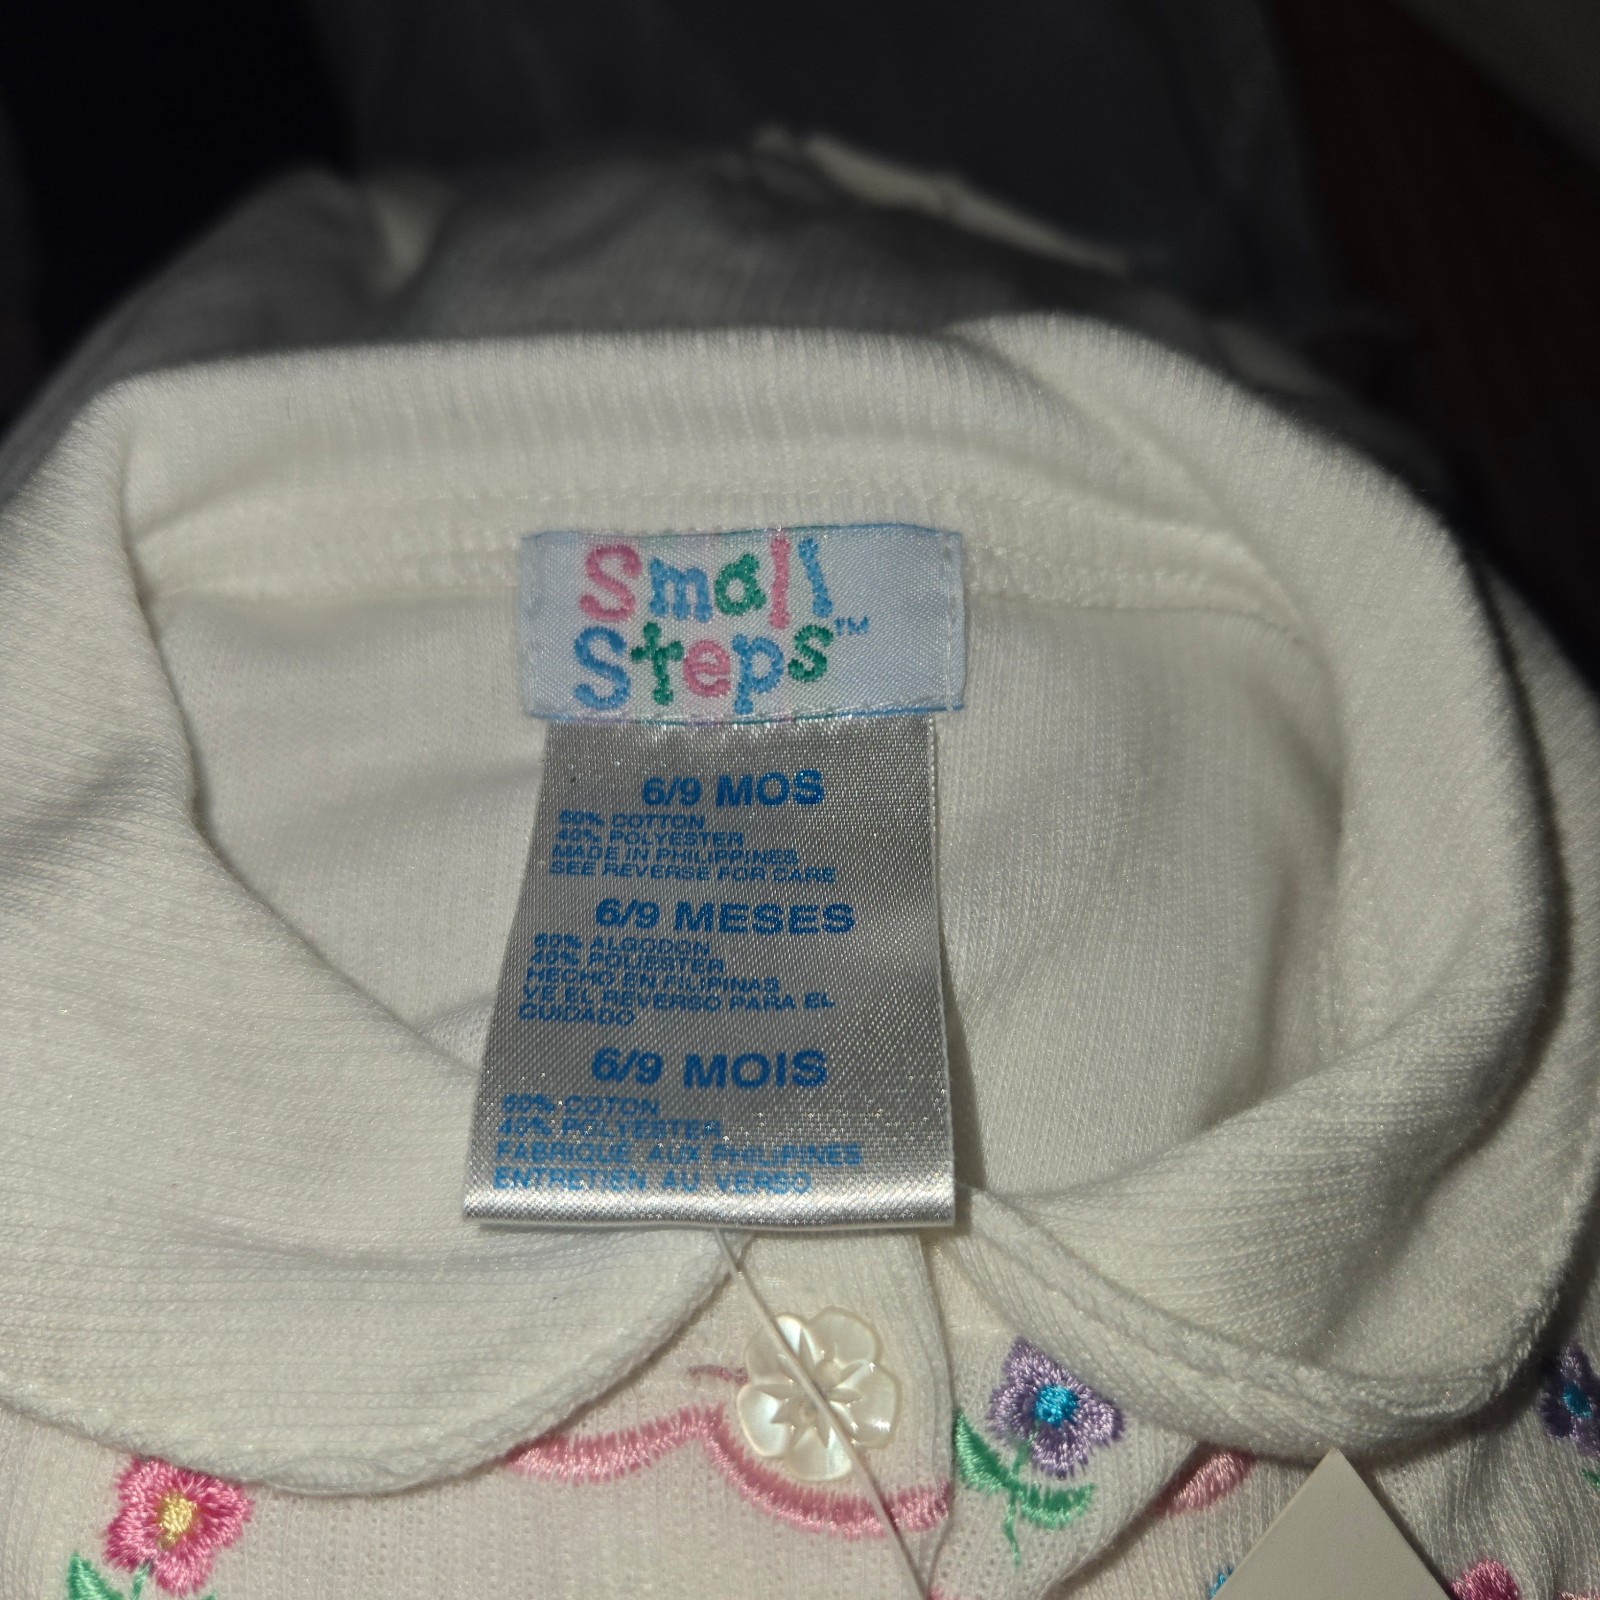 Small
Steps™
6/9 MOS
60% COTTON
40% POLYESTER
MADE IN PHILIPPINES
SEE REVERSE FOR CARE
6/9 MESES
60% ALGODON
40% POLIESTER
HECHO EN FILIPINAS
VE EL REVERSO PARA EL
CUIDADO
6/9 MOIS
60% COTON
40% POLYESTER
FABRIQUE AUX PHILIPINES
ENTRETIEN AU VERSO